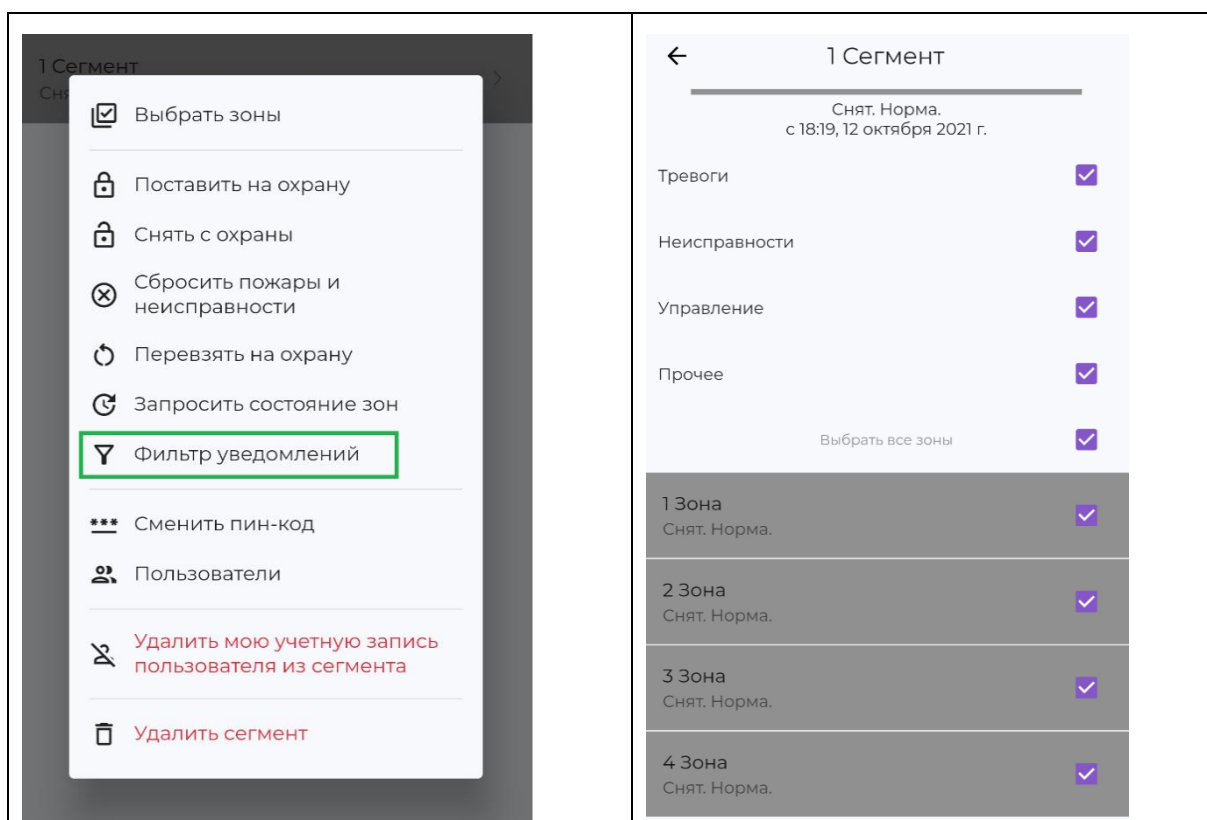 1 Сегмент
Сня
Выбрать зоны
Поставить на охрану
Снять с охраны
Сбросить пожары и
неисправности
Перевзять на охрану
Запросить состояние зон
Фильтр уведомлений
Сменить пин-код
Пользователи
Удалить мою учетную запись
пользователя из сегмента
Удалить сегмент
1 Сегмент
Снят. Норма.
с 18:19, 12 октября 2021 г.
Тревоги
Неисправности
Управление
Прочее
Выбрать все зоны
1 Зона
Снят. Норма.
2 Зона
Снят. Норма.
3 Зона
Снят. Норма.
4 Зона
Снят. Норма.